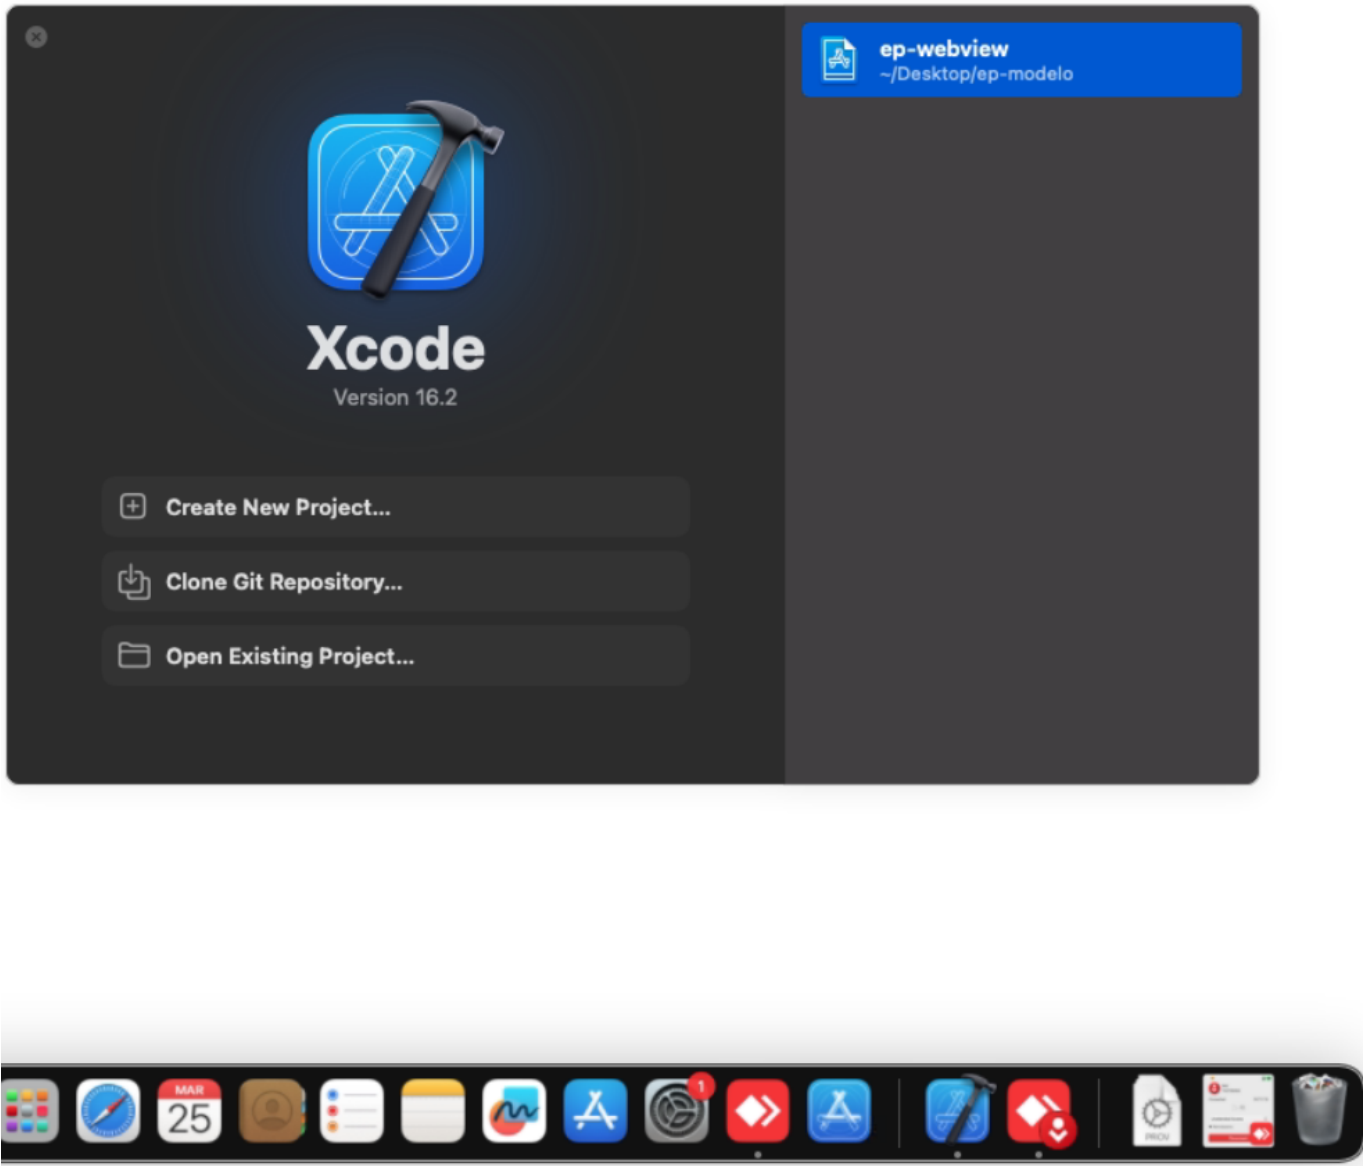 ep-webview
~/Desktop/ep-modelo
Xcode
Version 16.2
Create New Project...
Clone Git Repository...
Open Existing Project...
MAR
25
1
PROV